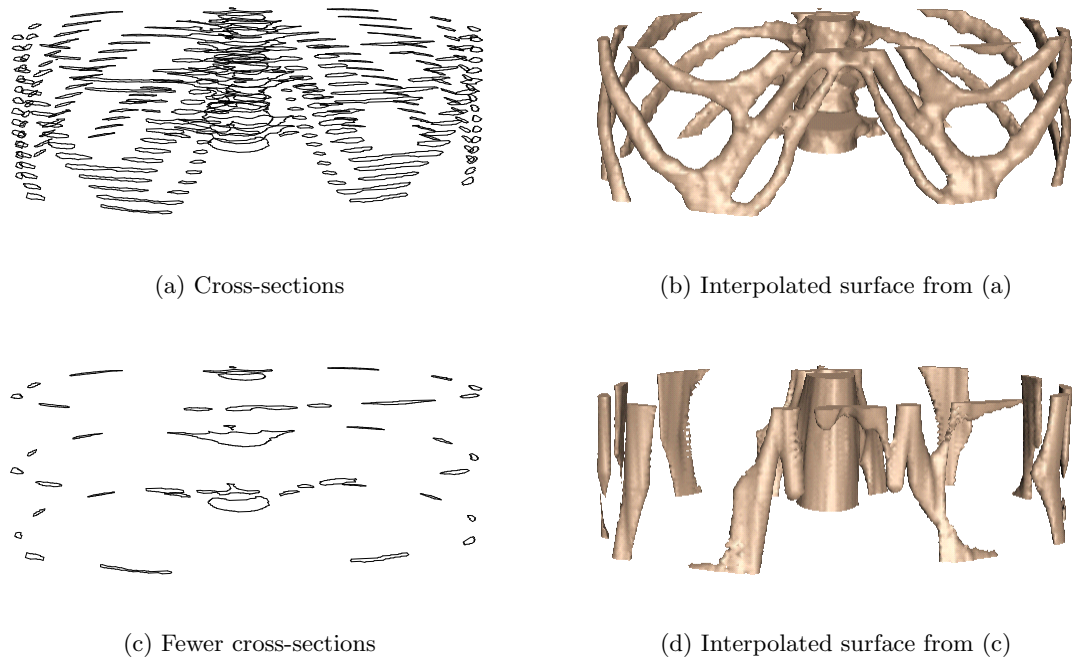 (a) Cross-sections
(b) Interpolated surface from (a)
(c) Fewer cross-sections
(d) Interpolated surface from (c)